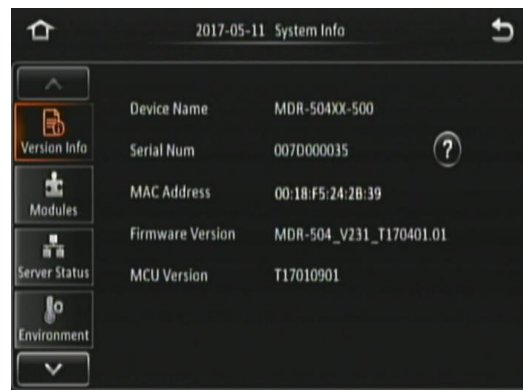 2017-05-11 System Info
Version Info
Modules
Server Status
Environment
Device Name MDR-504XX-500
Serial Num 007D000035
?
MAC Address 00:18:F5:24:2B:39
Firmware Version MDR-504_V231_T170401.01
MCU Version T17010901